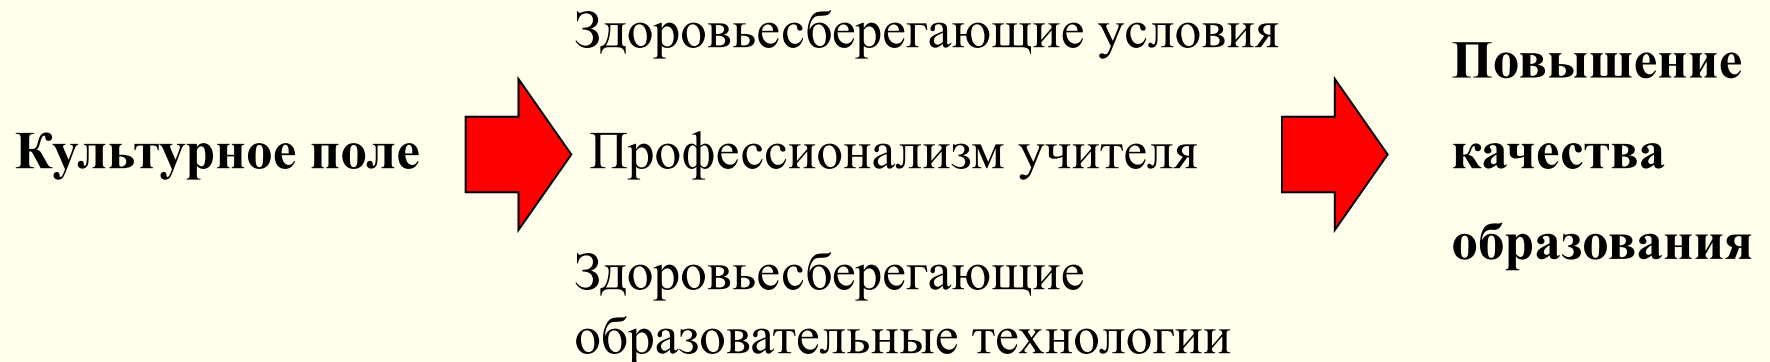 Культурное поле
Здоровьесберегающие условия
Профессионализм учителя
Здоровьесберегающие
образовательные технологии
Повышение
качества
образования